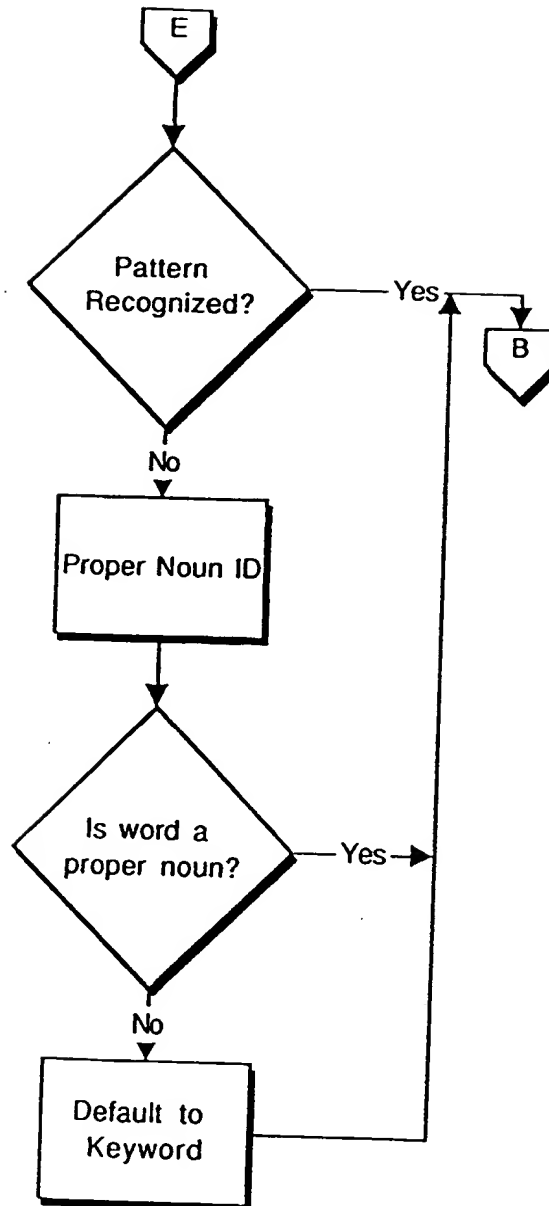 E
Pattern
Recognized?
Yes
B
No
Proper Noun ID
Is word a
proper noun?
Yes
No
Default to
Keyword